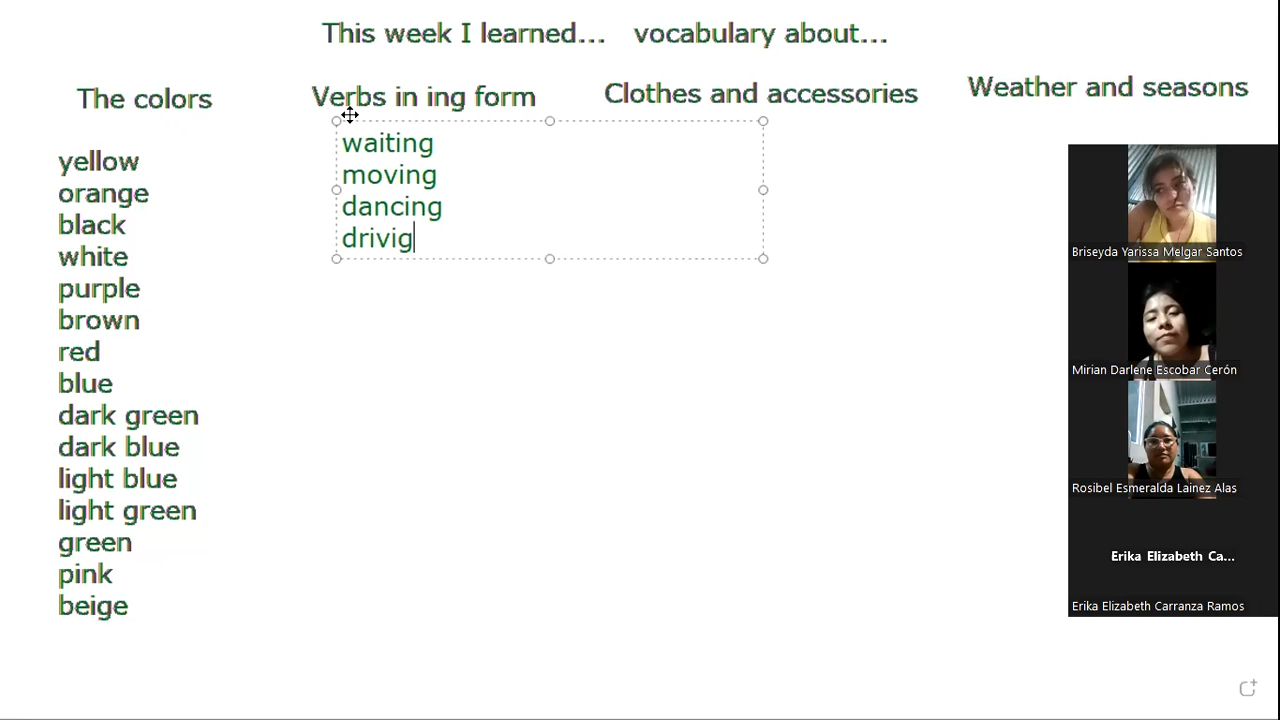 This week I learned... vocabulary about...
The colors
yellow
orange
black
white
purple
brown
red
blue
dark green
dark blue
light blue
light green
green
pink
beige
Verbs in ing form
waiting
moving
dancing
drivig
Clothes and accessories
Weather and seasons
Briseyda Yarissa Melgar Santos
Mirian Darlene Escobar Cerón
Rosibel Esmeralda Lainez Alas
Erika Elizabeth Ca...
Erika Elizabeth Carranza Ramos